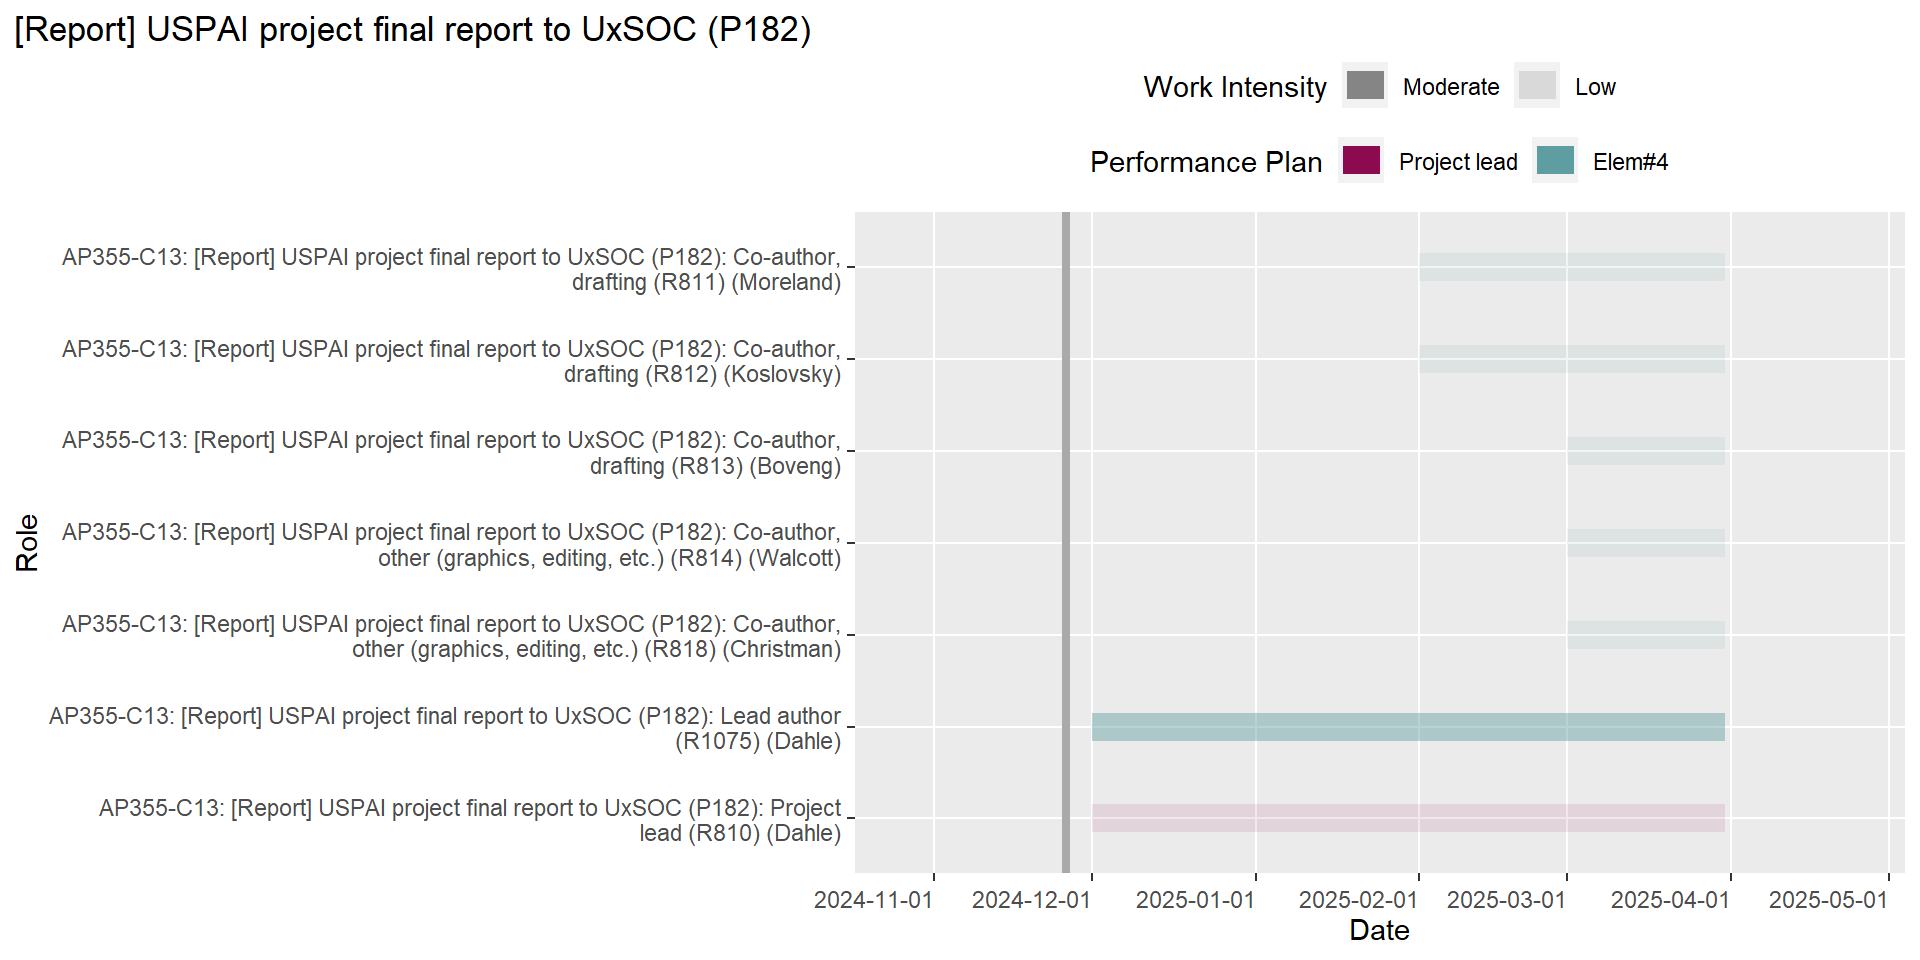 [Report] USPAI project final report to UxSOC (P182)
Work Intensity Moderate Low
Performance Plan Project lead Elem#4
AP355-C13: [Report] USPAI project final report to UxSOC (P182): Co-author,
drafting (R811) (Moreland)
AP355-C13: [Report] USPAI project final report to UxSOC (P182): Co-author,
drafting (R812) (Koslovsky)
AP355-C13: [Report] USPAI project final report to UxSOC (P182): Co-author,
drafting (R813) (Boveng)
AP355-C13: [Report] USPAI project final report to UxSOC (P182): Co-author,
other (graphics, editing, etc.) (R814) (Walcott)
AP355-C13: [Report] USPAI project final report to UxSOC (P182): Co-author,
other (graphics, editing, etc.) (R818) (Christman)
AP355-C13: [Report] USPAI project final report to UxSOC (P182): Lead author
(R1075) (Dahle)
AP355-C13: [Report] USPAI project final report to UxSOC (P182): Project
lead (R810) (Dahle)
Role
2024-11-01 2024-12-01 2025-01-01 2025-02-01 2025-03-01 2025-04-01 2025-05-01
Date